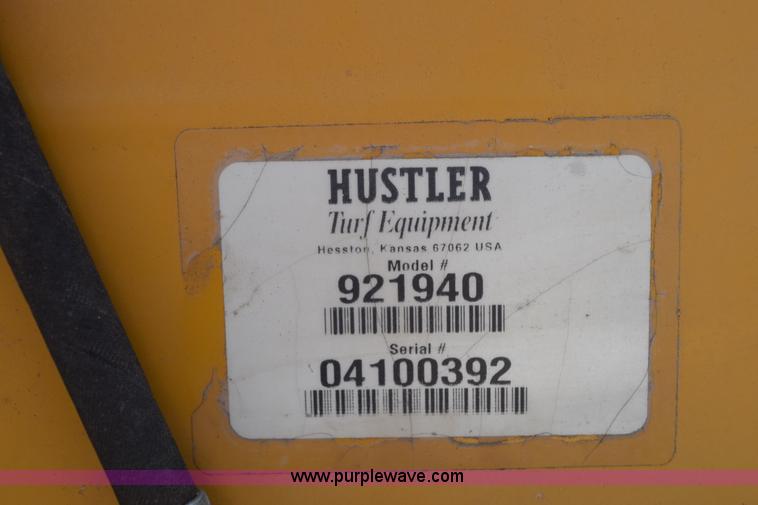 HUSTLER
Turf Equipment
Hesston, Kansas 67062 USA
Model #
921940
Serial #
04100392
www.purplewave.com